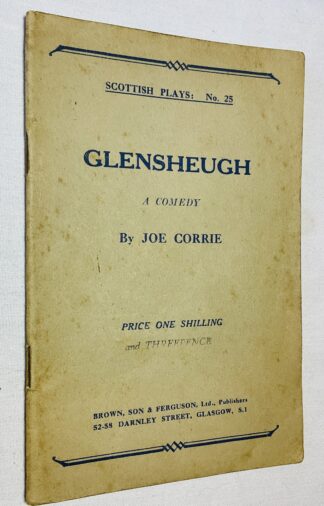 SCOTTISH PLAYS: No. 25
GLENSHEUGH
A COMEDY
By JOE CORRIE
PRICE ONE SHILLING
and THREEPENCE
BROWN, SON & FERGUSON, Ltd., Publishers
52-58 DARNLEY STREET, GLASGOW, S.1